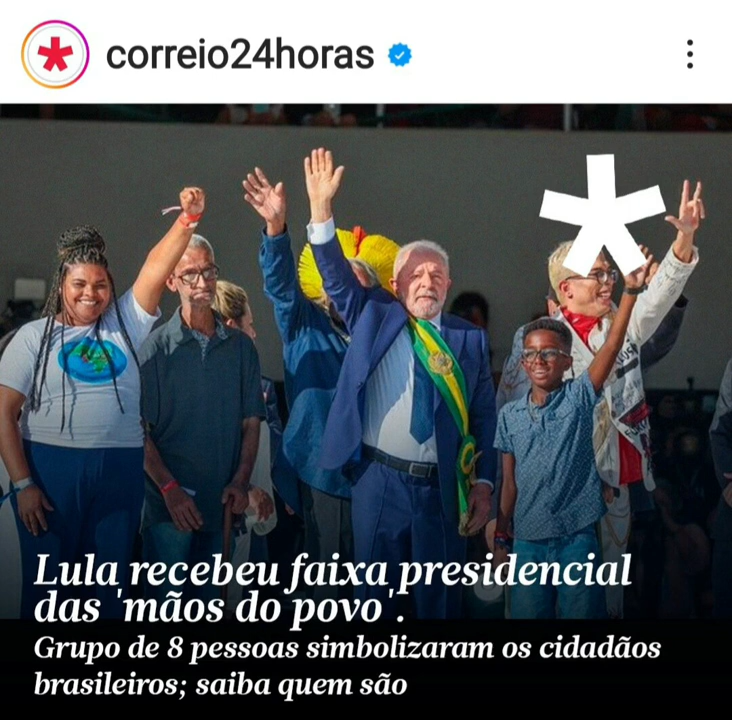 correio24horas
Lula recebeu faixa presidencial
das 'mãos do povo'.
Grupo de 8 pessoas simbolizaram os cidadãos
brasileiros; saiba quem são